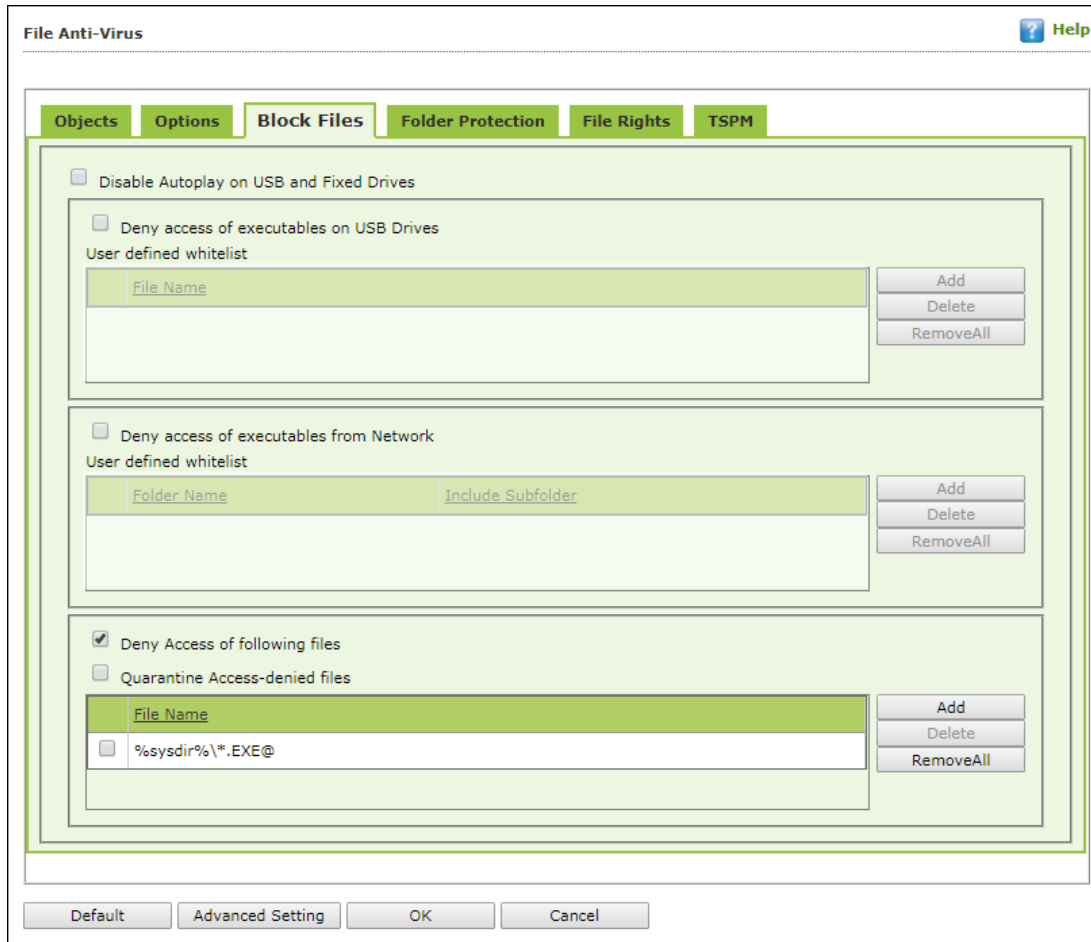 File Anti-Virus
Help
Objects Options Block Files Folder Protection File Rights TSPM
Disable Autoplay on USB and Fixed Drives
Deny access of executables on USB Drives
User defined whitelist
File Name
Add
Delete
RemoveAll
Deny access of executables from Network
User defined whitelist
Folder Name Include Subfolder
Add
Delete
RemoveAll
Deny Access of following files
Quarantine Access-denied files
File Name
%sysdir%\*.EXE@
Add
Delete
RemoveAll
Default Advanced Setting OK Cancel